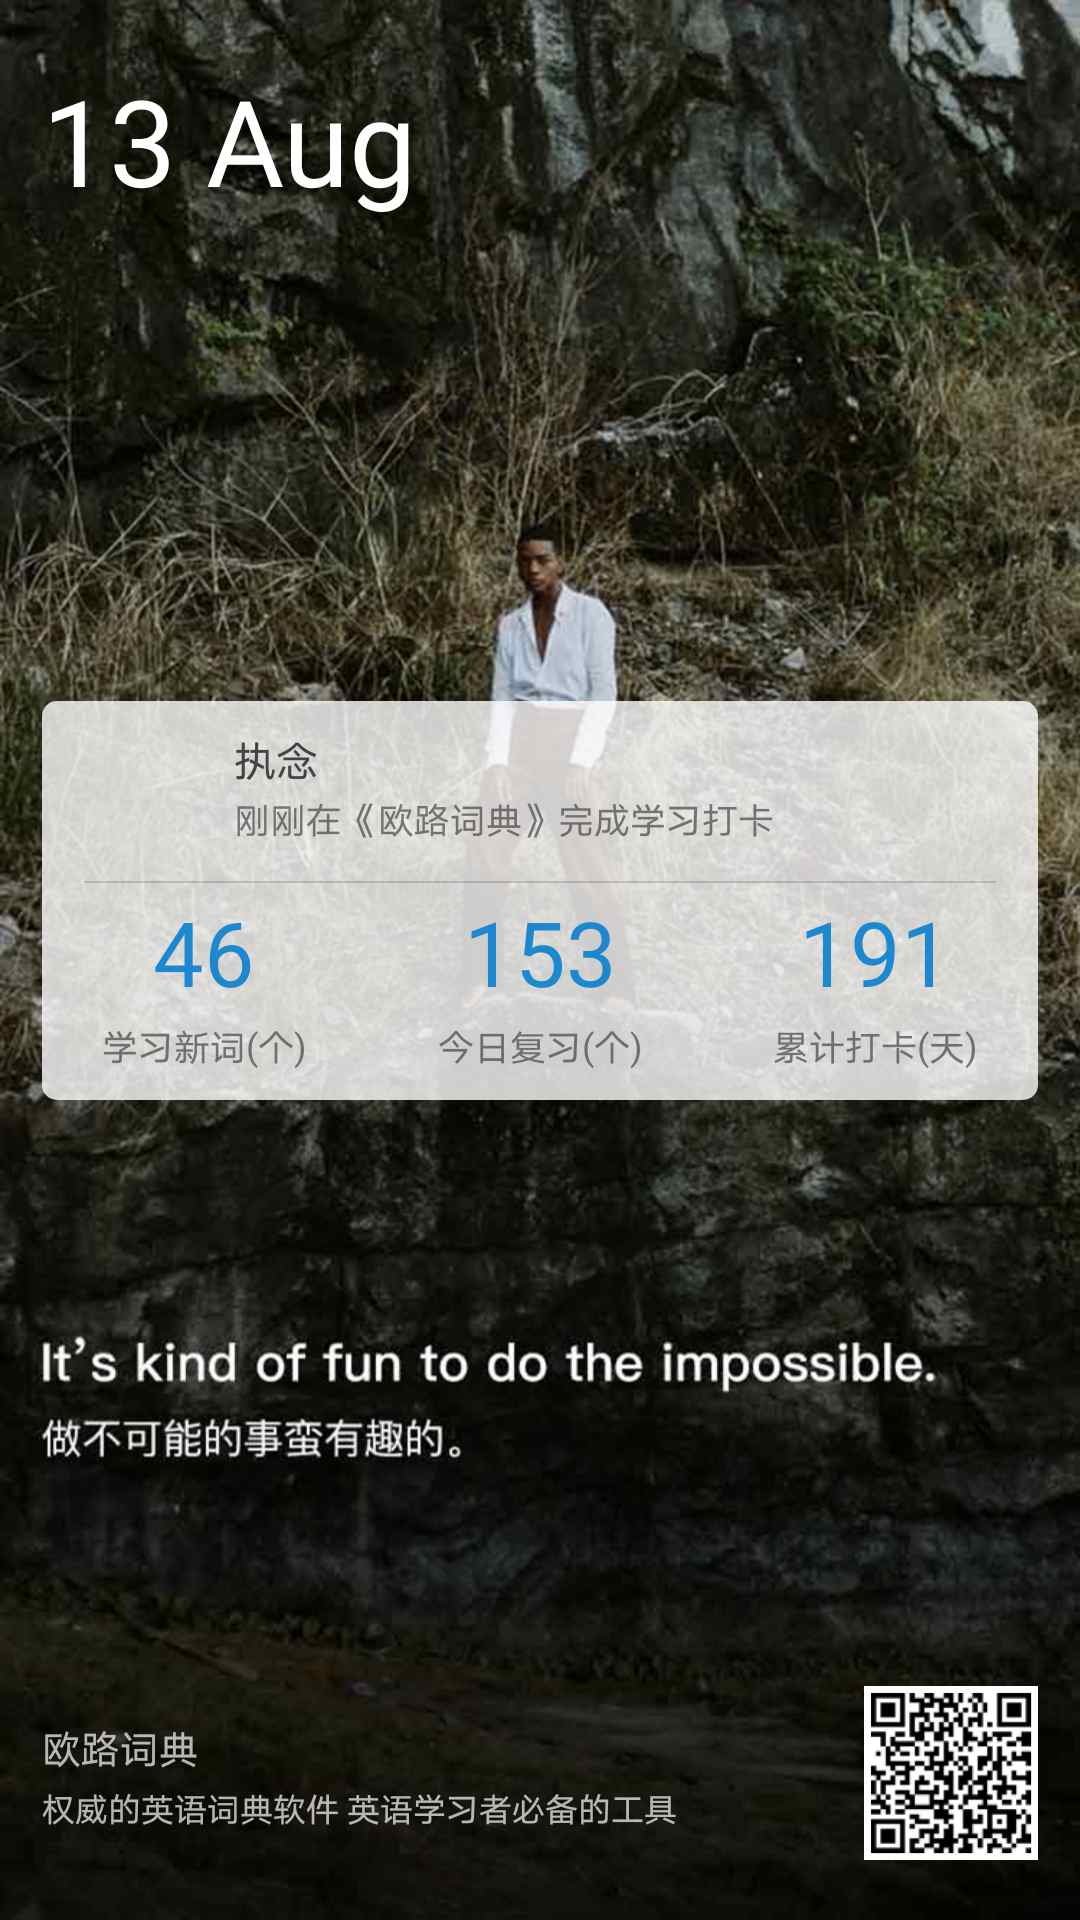 13 Aug
执念
刚刚在《欧路词典》完成学习打卡
46 153 191
学习新词(个) 今日复习(个) 累计打卡(天)
It's kind of fun to do the impossible.
做不可能的事蛮有趣的。
欧路词典
权威的英语词典软件 英语学习者必备的工具